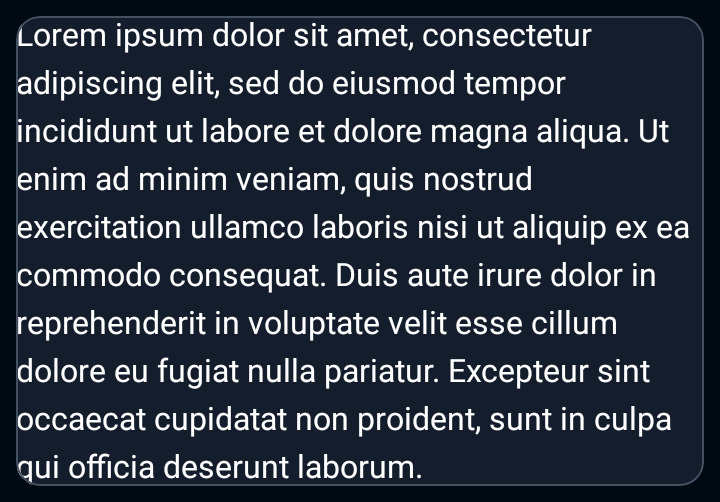 Lorem ipsum dolor sit amet, consectetur
adipiscing elit, sed do eiusmod tempor
incididunt ut labore et dolore magna aliqua. Ut
enim ad minim veniam, quis nostrud
exercitation ullamco laboris nisi ut aliquip ex ea
commodo consequat. Duis aute irure dolor in
reprehenderit in voluptate velit esse cillum
dolore eu fugiat nulla pariatur. Excepteur sint
occaecat cupidatat non proident, sunt in culpa
qui officia deserunt laborum.